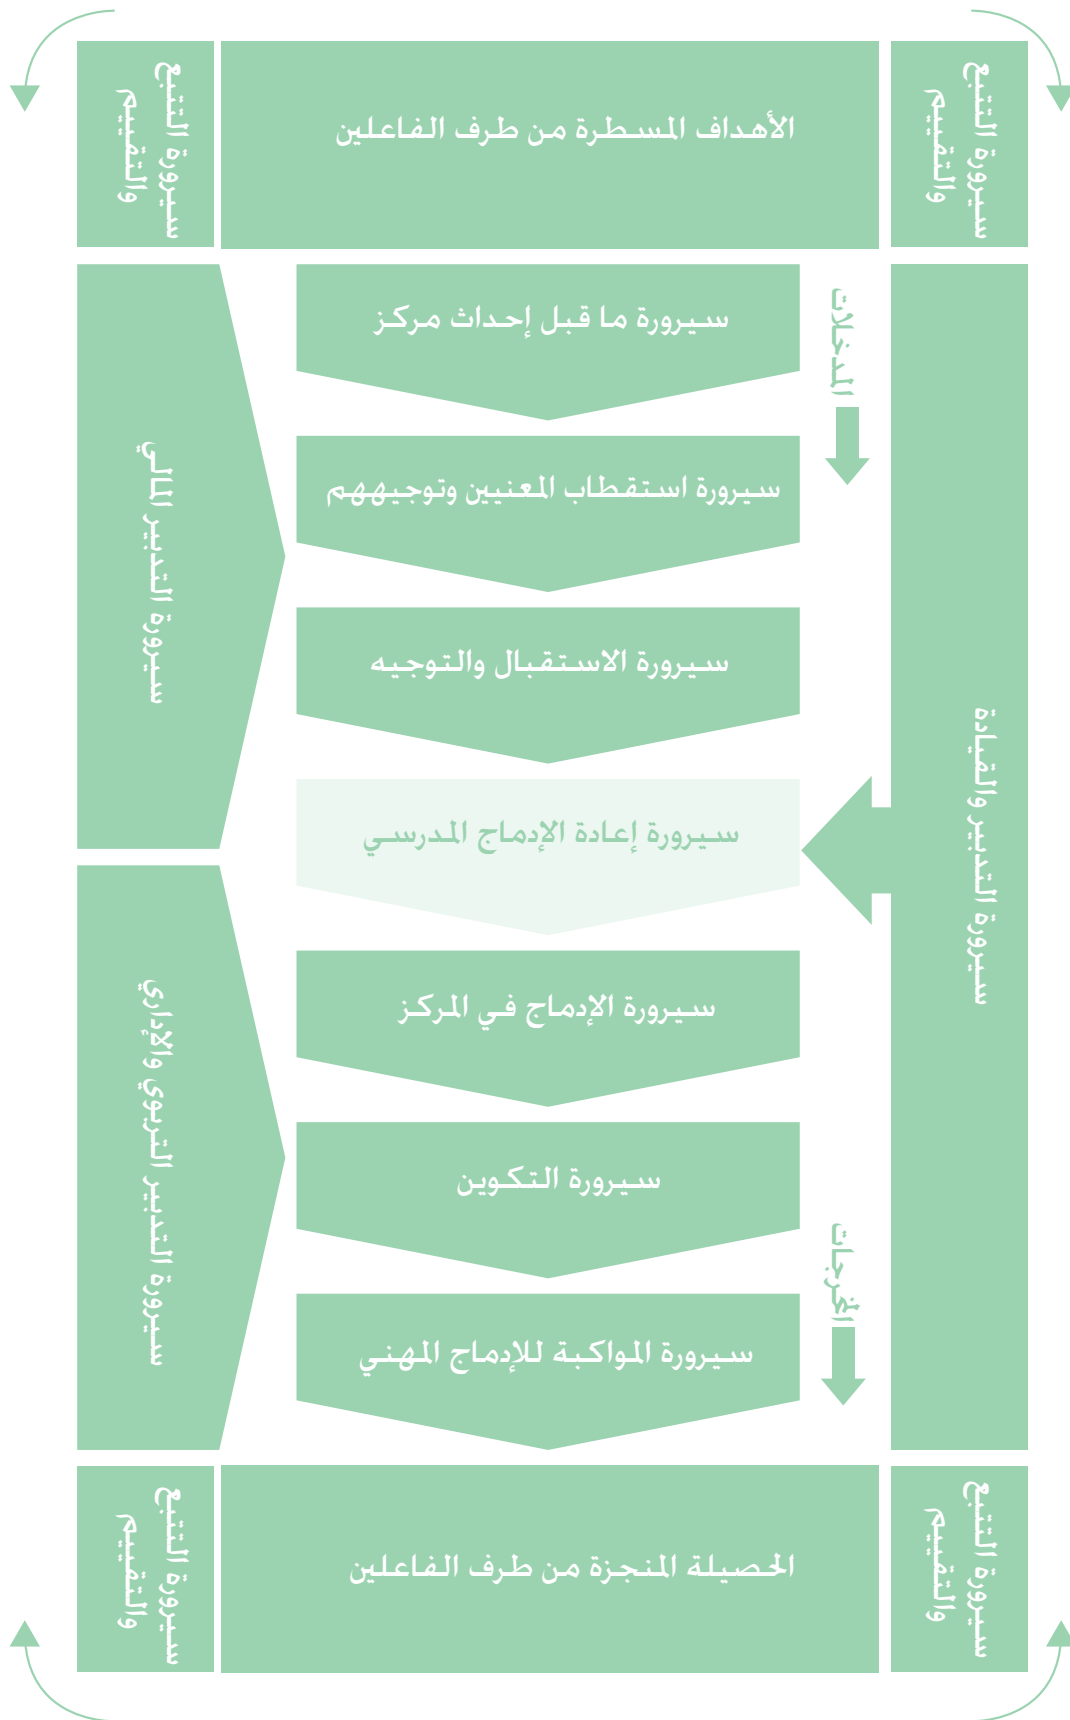 سيرورة التتبع
والتقييم
الأهداف المسطرة من طرف الفاعلين
سيرورة التتبع
والتقييم
سيرورة التدبير والقيادة
المدخلات
سيرورة ما قبل إحداث مركز
سيرورة استقطاب المعنيين وتوجيههم
سيرورة الاستقبال والتوجيه
سيرورة إعادة الإدماج المدرسي
سيرورة الإدماج في المركز
سيرورة التكوين
سيرورة المواكبة للإدماج المهني
المخرجات
سيرورة التدبير المالي
سيرورة التدبير التربوي والإداري
سيرورة التتبع
والتقييم
الحصيلة المنجزة من طرف الفاعلين
سيرورة التتبع
والتقييم